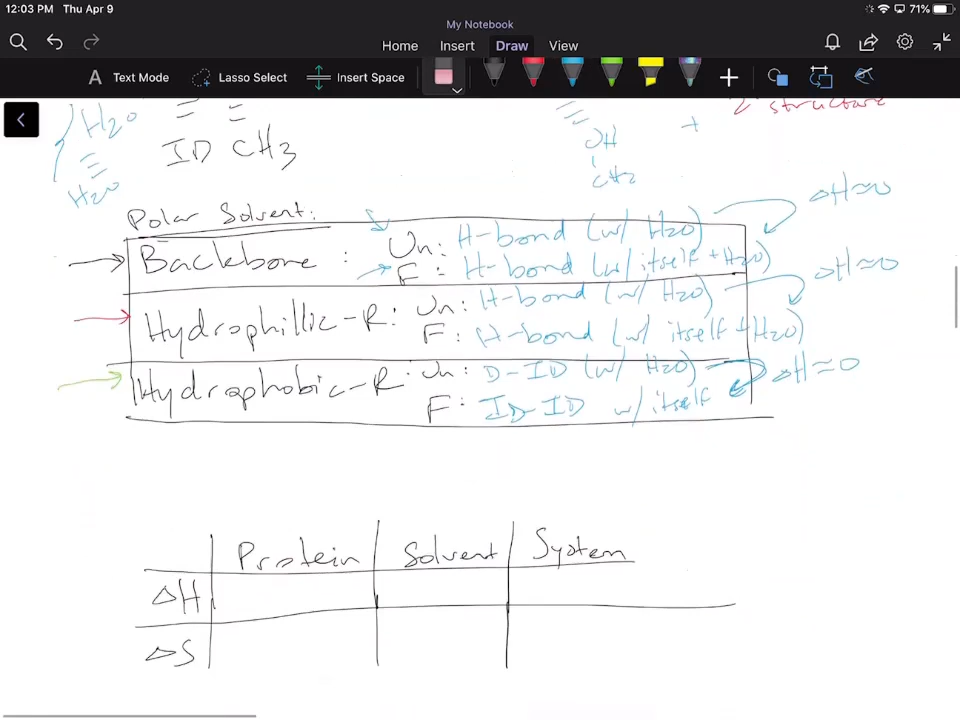 12:03 PM Thu Apr 9
71%
My Notebook
Home Insert Draw View
Text Mode Lasso Select Insert Space
2° structure
H2O
ID CH3
OH
+
CH2
H2O
Polar Solvent:
ΔH≈0
Backbone : Un: H-bond (w/ H2O)
F: H-bond (w/itself + H2O)
ΔH≈0
Hydrophillic-R: Un: H-bond (w/ H2O)
F: H-bond (w/ itself + H2O)
Hydrophobic-R: Un: D-ID (w/ H2O)
ΔH≈0
F: ID-ID w/ itself
Protein Solvent System
ΔH
ΔS